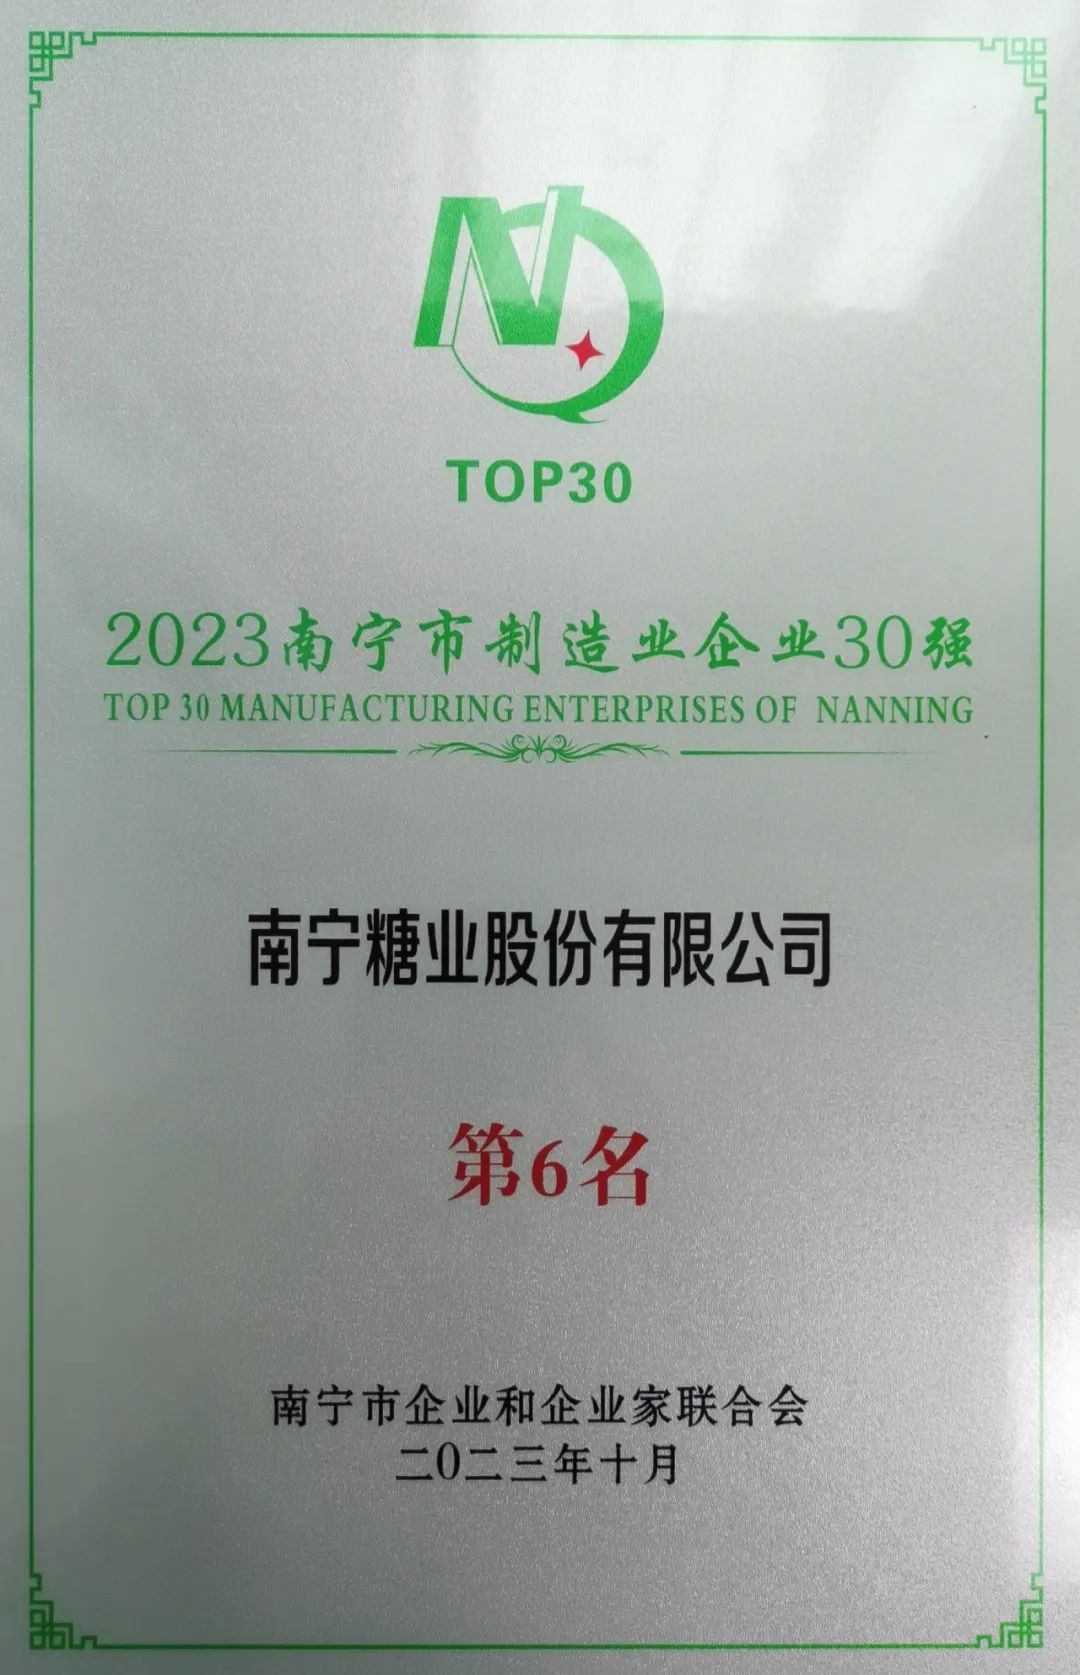 TOP30
2023南宁市制造业企业30强
TOP 30 MANUFACTURING ENTERPRISES OF NANNING
南宁糖业股份有限公司
第6名
南宁市企业和企业家联合会
二〇二三年十月